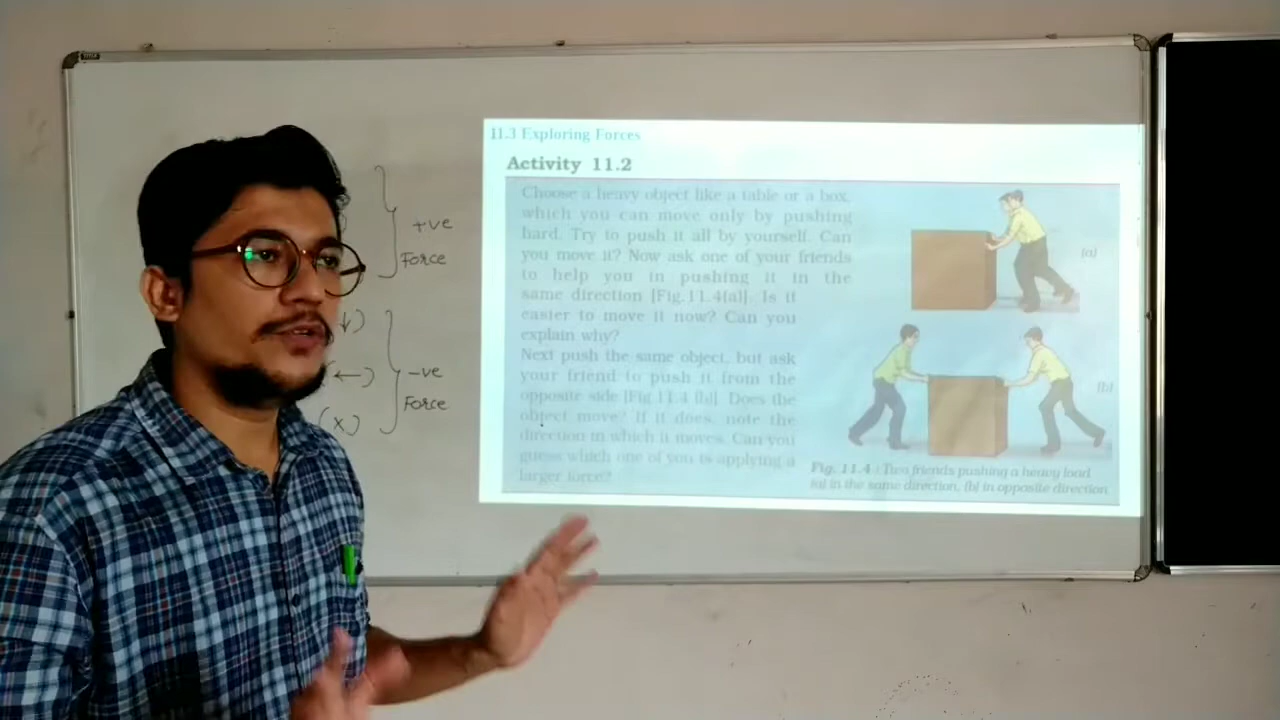 11.3 Exploring Forces
Activity 11.2
Choose a heavy object like a table or a box,
which you can move only by pushing
hard. Try to push it all by yourself. Can
you move it? Now ask one of your friends
to help you in pushing it in the
same direction [Fig.11.4(a)]. Is it
easier to move it now? Can you
explain why?
Next push the same object, but ask
your friend to push it from the
opposite side [Fig.11.4 (b)]. Does the
object move? If it does, note the
direction in which it moves. Can you
guess which one of you is applying a
larger force?
(a)
(b)
Fig. 11.4 : Two friends pushing a heavy load
(a) in the same direction, (b) in opposite direction
+ve
Force
↓)
(←)
(x)
-ve
Force